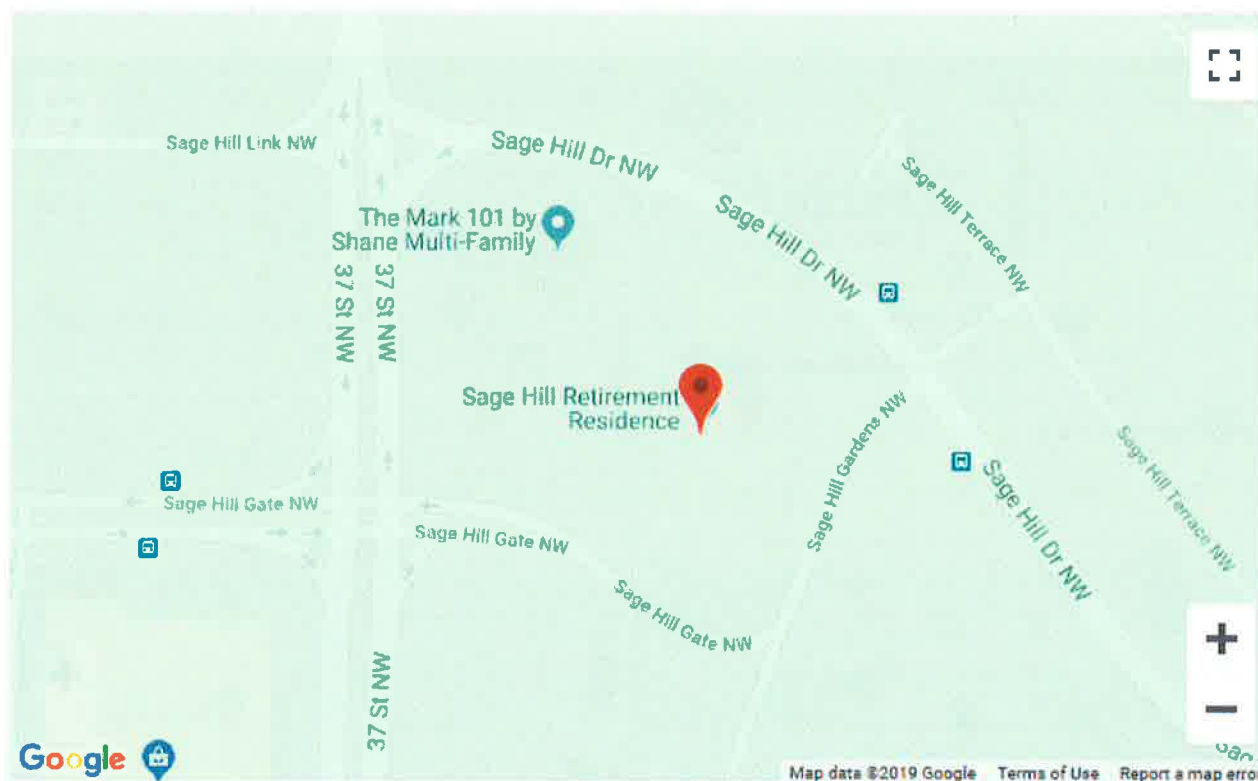 Sage Hill Link NW
Sage Hill Dr NW
Sage Hill Terrace NW
The Mark 101 by
Shane Multi-Family
Sage Hill Dr NW
37 St NW
37 St NW
Sage Hill Retirement
Residence
Sage Hill Gardens NW
Sage Hill Terrace NW
Sage Hill Dr NW
Sage Hill Gate NW
Sage Hill Gate NW
Sage Hill Gate NW
37 St NW
Google
Map data ©2019 Google Terms of Use Report a map error